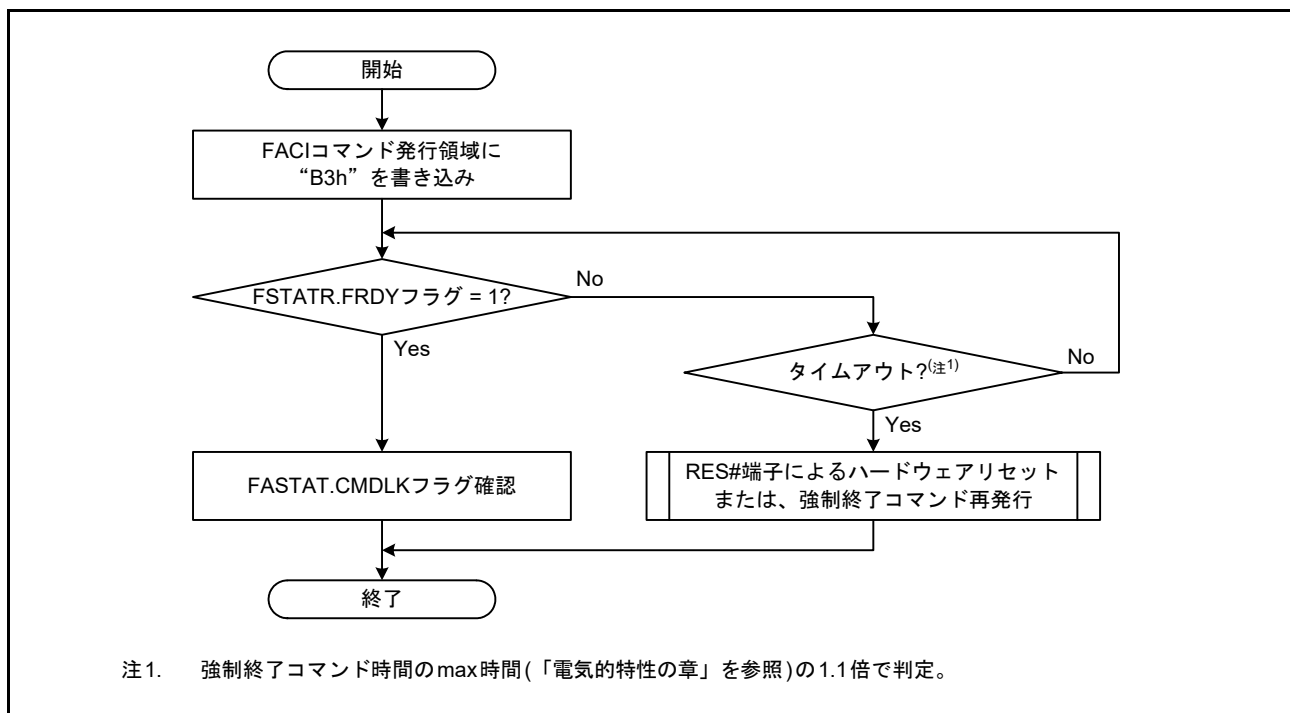 開始
FACIコマンド発行領域に
“B3h”を書き込み
FSTATR.FRDYフラグ = 1?
No
Yes
タイムアウト?(注1)
No
Yes
FASTAT.CMDLKフラグ確認
RES#端子によるハードウェアリセット
または、強制終了コマンド再発行
終了
注1. 強制終了コマンド時間のmax時間(「電気的特性の章」を参照)の1.1倍で判定。